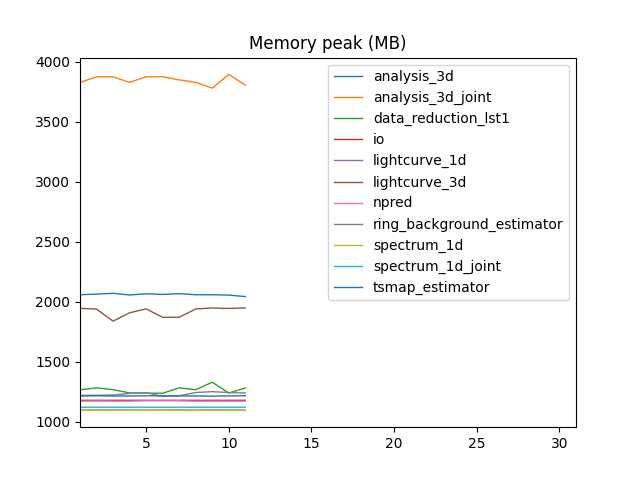 Memory peak (MB)
4000
3500
3000
2500
2000
1500
1000
5
10
15
20
25
30
analysis_3d
analysis_3d_joint
data_reduction_lst1
io
lightcurve_1d
lightcurve_3d
npred
ring_background_estimator
spectrum_1d
spectrum_1d_joint
tsmap_estimator